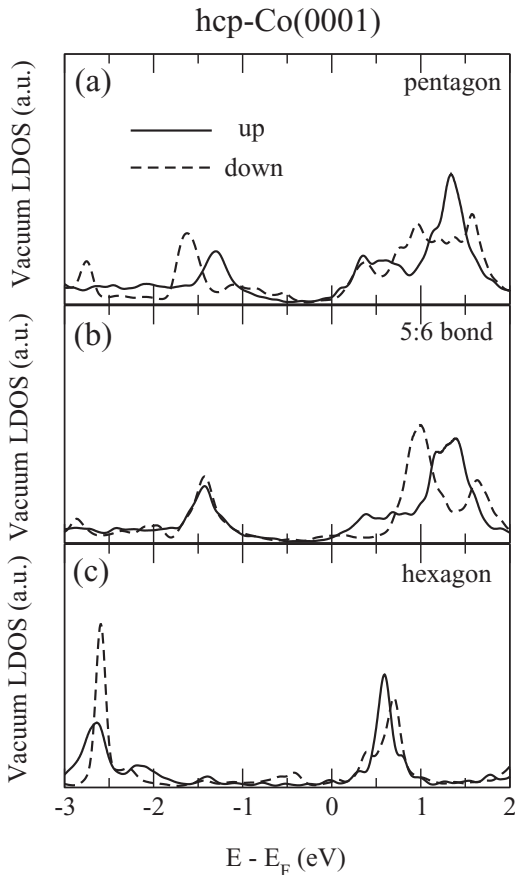 hcp-Co(0001)
Vacuum LDOS (a.u.)
(a)
pentagon
up
down
Vacuum LDOS (a.u.)
(b)
5:6 bond
Vacuum LDOS (a.u.)
(c)
hexagon
-3 -2 -1 0 1 2
E - E_F (eV)